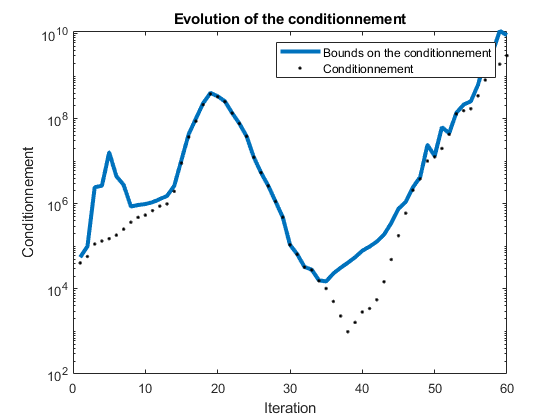 Evolution of the conditionnement
Bounds on the conditionnement
Conditionnement
Conditionnement
10^10
10^8
10^6
10^4
10^2
0 10 20 30 40 50 60
Iteration